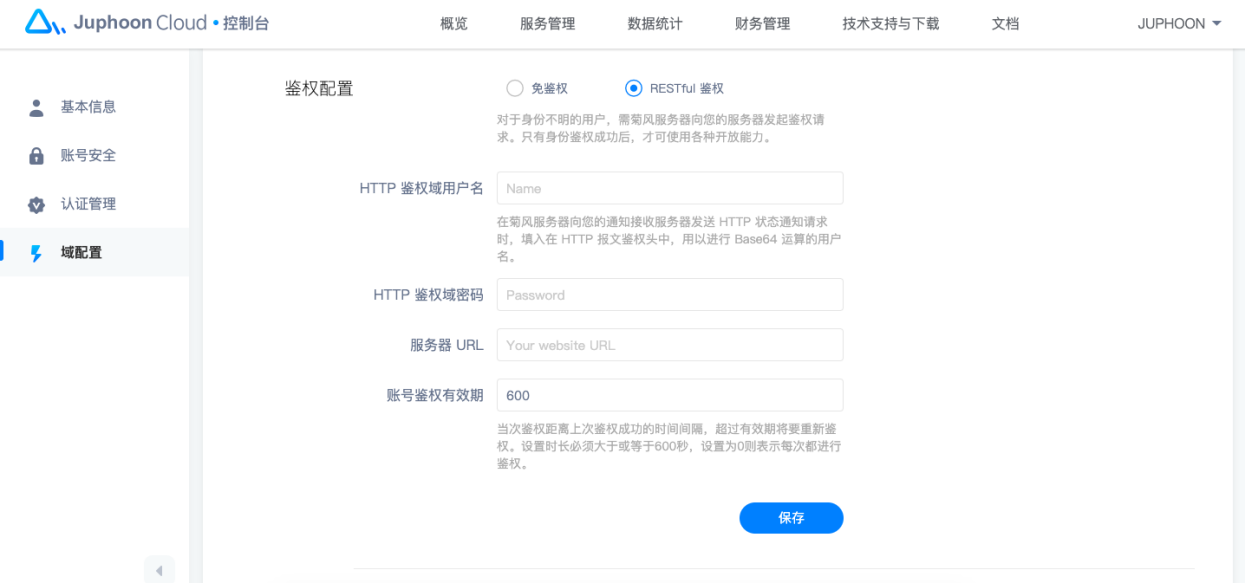 Juphoon Cloud • 控制台 概览 服务管理 数据统计 财务管理 技术支持与下载 文档 JUPHOON
基本信息
账号安全
认证管理
域配置
鉴权配置 免鉴权 RESTful 鉴权
对于身份不明的用户，需菊风服务器向您的服务器发起鉴权请
求。只有身份鉴权成功后，才可使用各种开放能力。
HTTP 鉴权域用户名 Name
在菊风服务器向您的通知接收服务器发送 HTTP 状态通知请求
时，填入在 HTTP 报文鉴权头中，用以进行 Base64 运算的用户
名。
HTTP 鉴权域密码 Password
服务器 URL Your website URL
账号鉴权有效期 600
当次鉴权距离上次鉴权成功的时间间隔，超过有效期将要重新鉴
权。设置时长必须大于或等于600秒，设置为0则表示每次都进行
鉴权。
保存